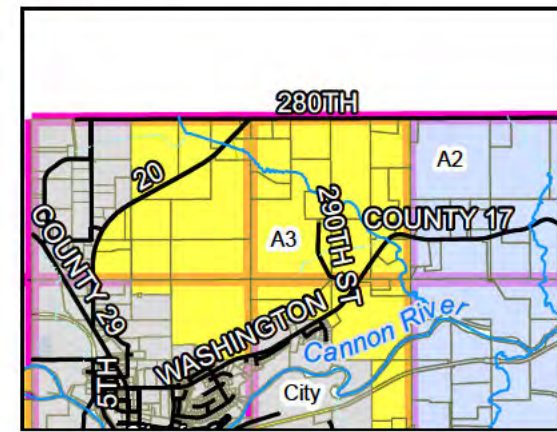 280TH
A2
20
290TH ST
COUNTY 17
A3
COUNTY 29
WASHINGTON
Cannon River
5TH
City